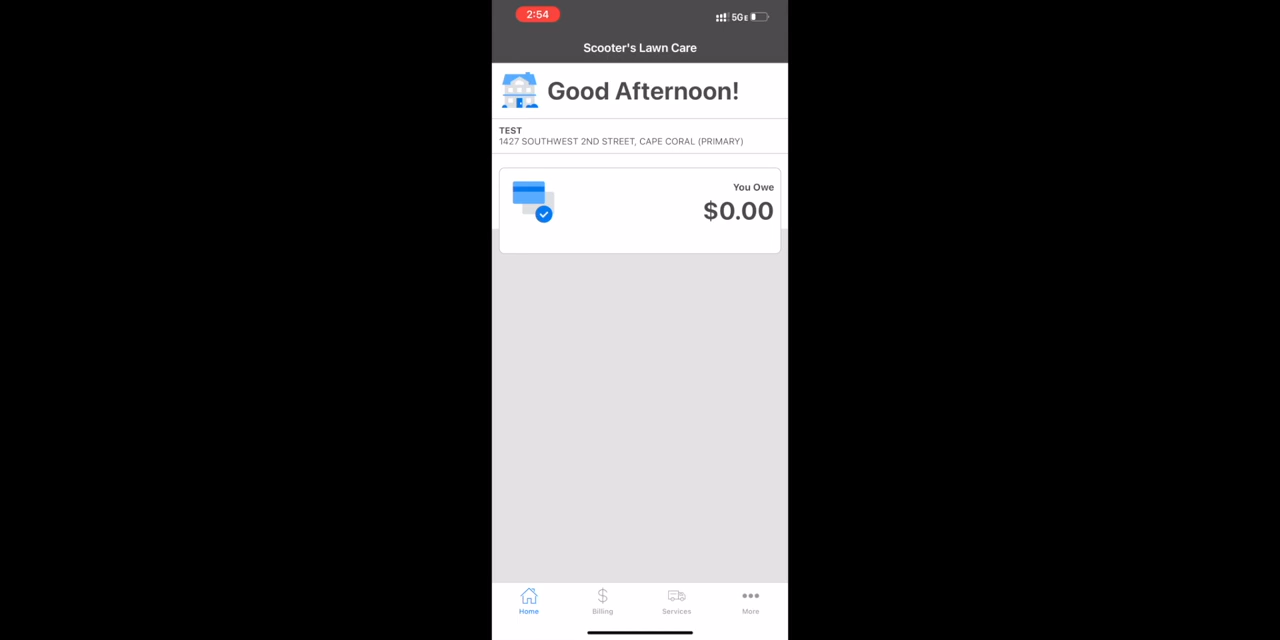 2:54
5GE
Scooter's Lawn Care
Good Afternoon!
TEST
1427 SOUTHWEST 2ND STREET, CAPE CORAL (PRIMARY)
You Owe
$0.00
Home
Billing
Services
More